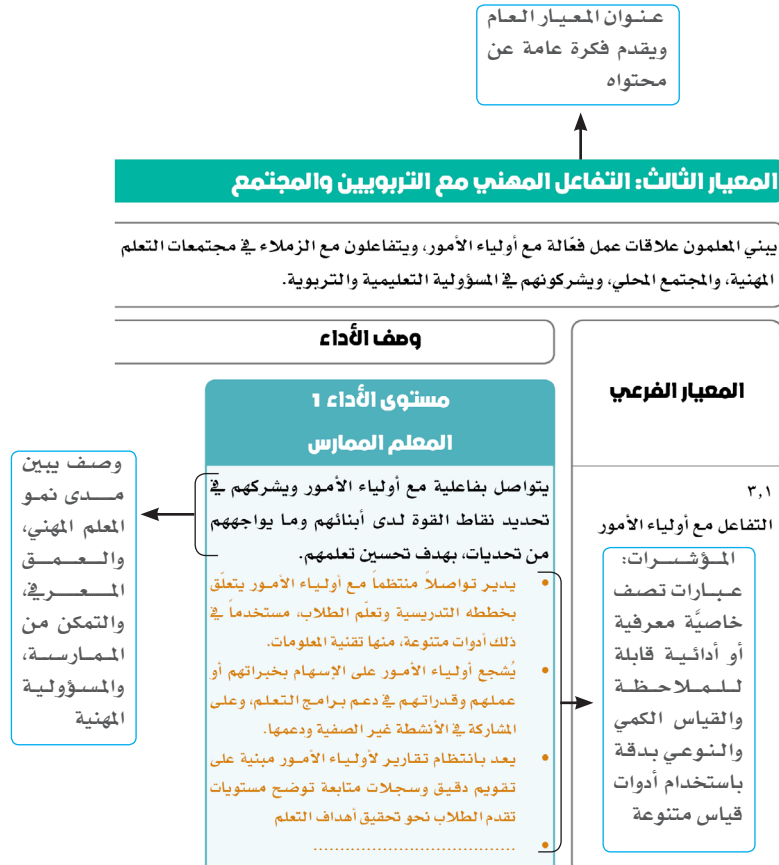 عنوان المعيار العام
ويقدم فكرة عامة عن
محتواه
المعيار الثالث: التفاعل المهني مع التربويين والمجتمع
يبني المعلمون علاقات عمل فعّالة مع أولياء الأمور، ويتفاعلون مع الزملاء في مجتمعات التعلم
المهنية، والمجتمع المحلي، ويشركونهم في المسؤولية التعليمية والتربوية.
المعيار الفرعي
وصف الأداء
مستوى الأداء 1
المعلم الممارس
٣,١
التفاعل مع أولياء الأمور
يتواصل بفاعلية مع أولياء الأمور ويشركهم في
تحديد نقاط القوة لدى أبنائهم وما يواجههم
من تحديات، بهدف تحسين تعلمهم.
• يدير تواصلاً منتظماً مع أولياء الأمور يتعلّق
بخططه التدريسية وتعلّم الطلاب، مستخدماً في
ذلك أدوات متنوعة، منها تقنية المعلومات.
• يُشجع أولياء الأمور على الإسهام بخبراتهم أو
عملهم وقدراتهم في دعم برامج التعلم، وعلى
المشاركة في الأنشطة غير الصفية ودعمها.
• يعد بانتظام تقارير لأولياء الأمور مبنية على
تقويم دقيق وسجلات متابعة توضح مستويات
تقدم الطلاب نحو تحقيق أهداف التعلم
• ....................................
المؤشرات:
عبارات تصف
خاصيَّة معرفية
أو أدائية قابلة
للملاحظة
والقياس الكمي
والنوعي بدقة
باستخدام أدوات
قياس متنوعة
وصف يبين
مدى نمو
المعلم المهني،
والعمق
المعرفي،
والتمكن من
الممارسة،
والمسؤولية
المهنية